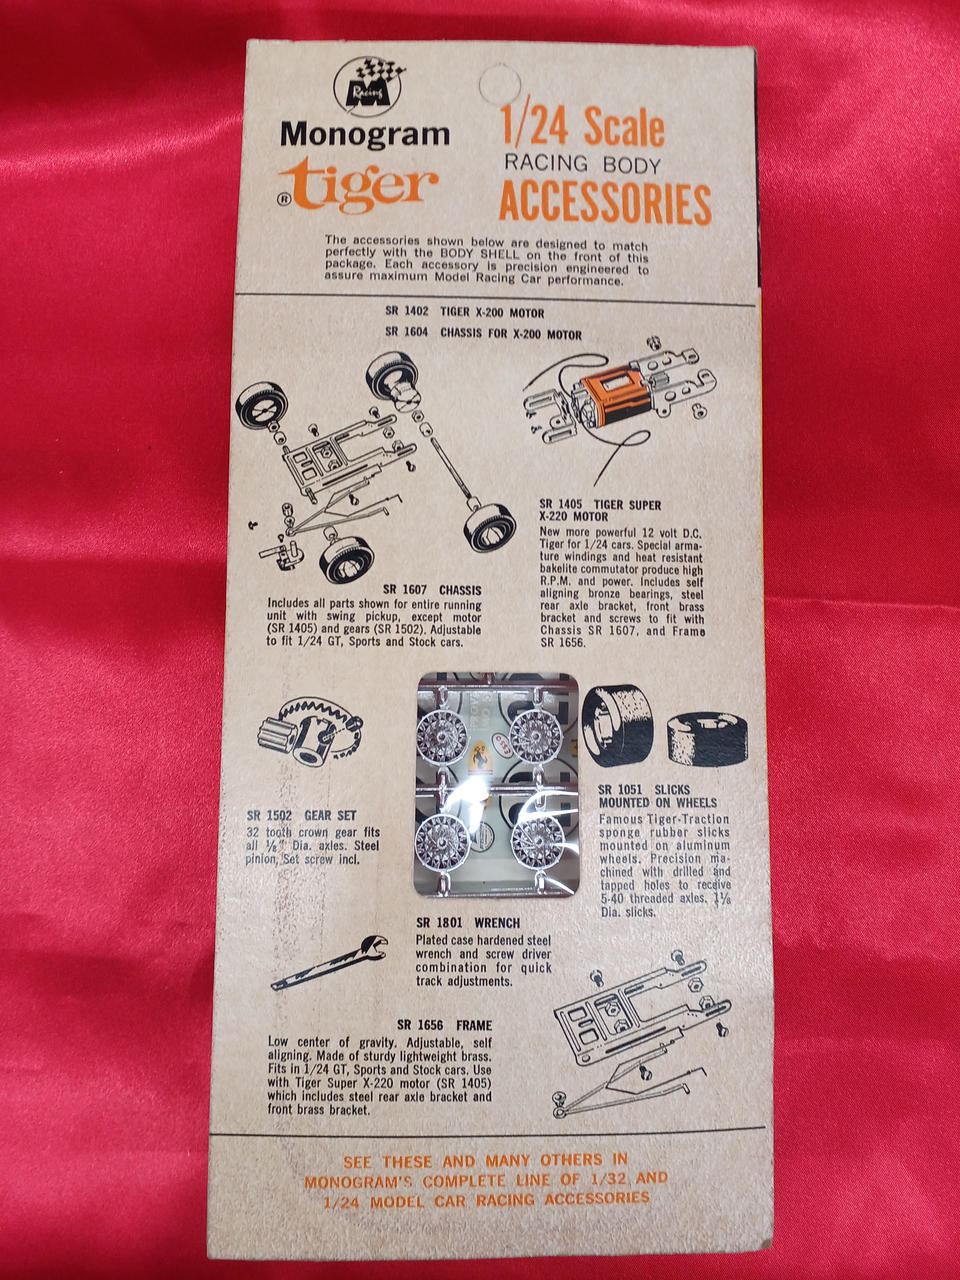 Racing
M
Monogram
® tiger
1/24 Scale
RACING BODY
ACCESSORIES
The accessories shown below are designed to match
perfectly with the BODY SHELL on the front of this
package. Each accessory is precision engineered to
assure maximum Model Racing Car performance.
SR 1402 TIGER X-200 MOTOR
SR 1604 CHASSIS FOR X-200 MOTOR
SR 1607 CHASSIS
Includes all parts shown for entire running
unit with swing pickup, except motor
(SR 1405) and gears (SR 1502). Adjustable
to fit 1/24 GT, Sports and Stock cars.
SR 1405 TIGER SUPER
X-220 MOTOR
New more powerful 12 volt D.C.
Tiger for 1/24 cars. Special arma-
ture windings and heat resistant
bakelite commutator produce high
R.P.M. and power. Includes self
aligning bronze bearings, steel
rear axle bracket, front brass
bracket and screws to fit with
Chassis SR 1607, and Frame
SR 1656.
SR 1502 GEAR SET
32 tooth crown gear fits
all ⅛" Dia. axles. Steel
pinion, Set screw incl.
ESSO
SR 1051 SLICKS
MOUNTED ON WHEELS
Famous Tiger-Traction
sponge rubber slicks
mounted on aluminum
wheels. Precision ma-
chined with drilled and
tapped holes to receive
5-40 threaded axles. 1⅛
Dia. slicks.
SR 1801 WRENCH
Plated case hardened steel
wrench and screw driver
combination for quick
track adjustments.
SR 1656 FRAME
Low center of gravity. Adjustable, self
aligning. Made of sturdy lightweight brass.
Fits in 1/24 GT, Sports and Stock cars. Use
with Tiger Super X-220 motor (SR 1405)
which includes steel rear axle bracket and
front brass bracket.
SEE THESE AND MANY OTHERS IN
MONOGRAM'S COMPLETE LINE OF 1/32 AND
1/24 MODEL CAR RACING ACCESSORIES